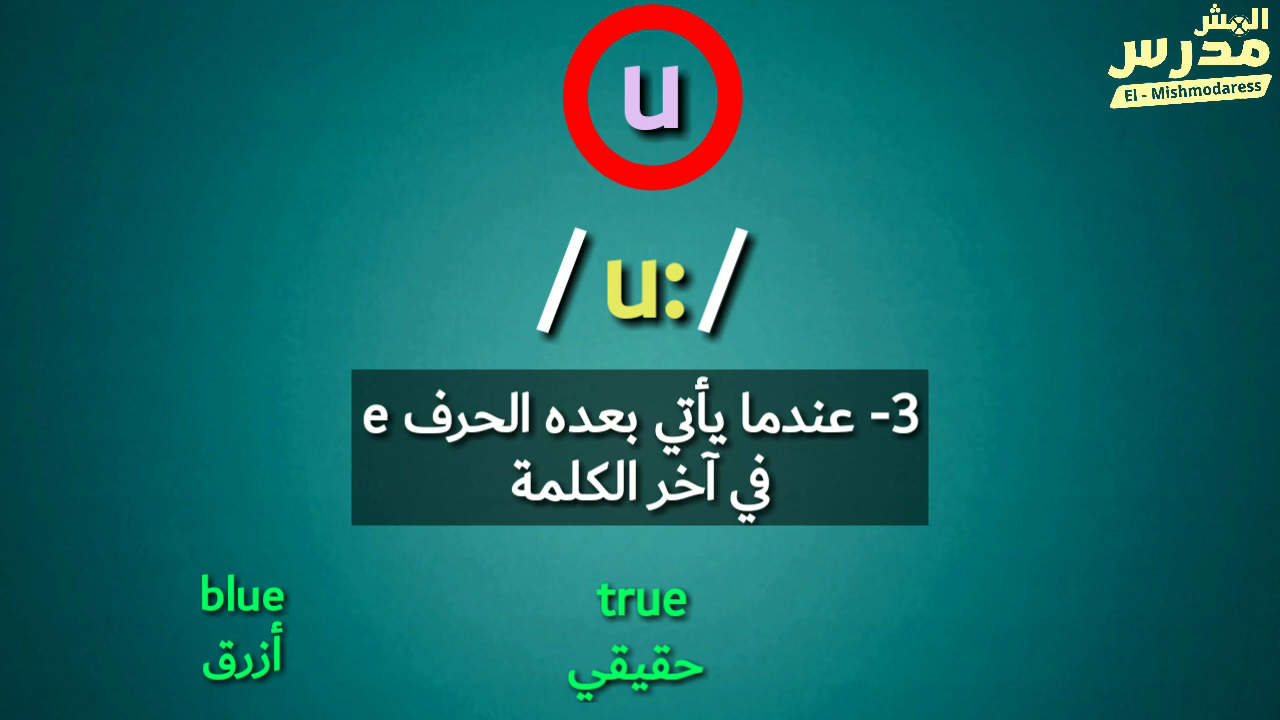 المش
مدرس
El - Mishmodaress
u
/u:/
3- عندما يأتي بعده الحرف e
في آخر الكلمة
blue
أزرق
true
حقيقي